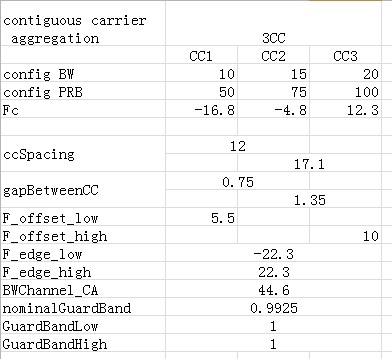 contiguous carrier
aggregation 3CC
CC1 CC2 CC3
config BW 10 15 20
config PRB 50 75 100
Fc -16.8 -4.8 12.3
ccSpacing 12
17.1
gapBetweenCC 0.75
1.35
F_offset_low 5.5
F_offset_high 10
F_edge_low -22.3
F_edge_high 22.3
BWChannel_CA 44.6
nominalGuardBand 0.9925
GuardBandLow 1
GuardBandHigh 1